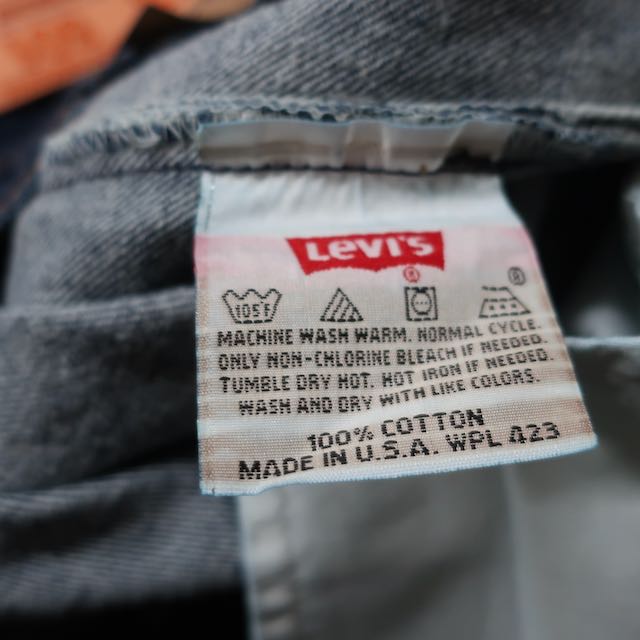 Levi's
®
®
105F
MACHINE WASH WARM. NORMAL CYCLE.
ONLY NON-CHLORINE BLEACH IF NEEDED.
TUMBLE DRY HOT. HOT IRON IF NEEDED.
WASH AND DRY WITH LIKE COLORS.
100% COTTON
MADE IN U.S.A. WPL 423